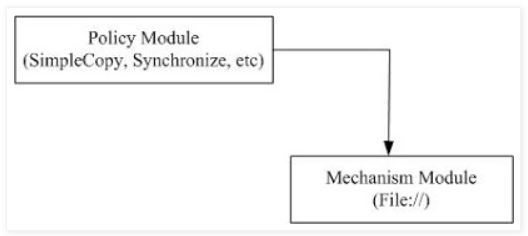 Policy Module
(SimpleCopy, Synchronize, etc)
Mechanism Module
(File://)